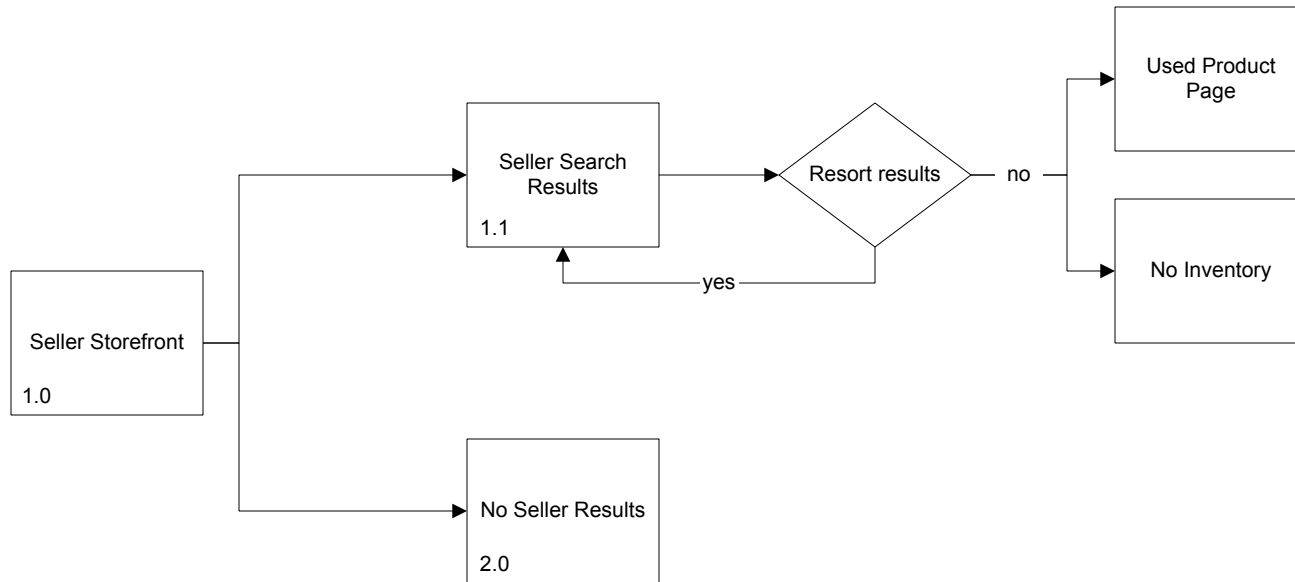 Used Product
Page
Seller Search
Results
1.1
Resort results
no
No Inventory
yes
Seller Storefront
1.0
No Seller Results
2.0